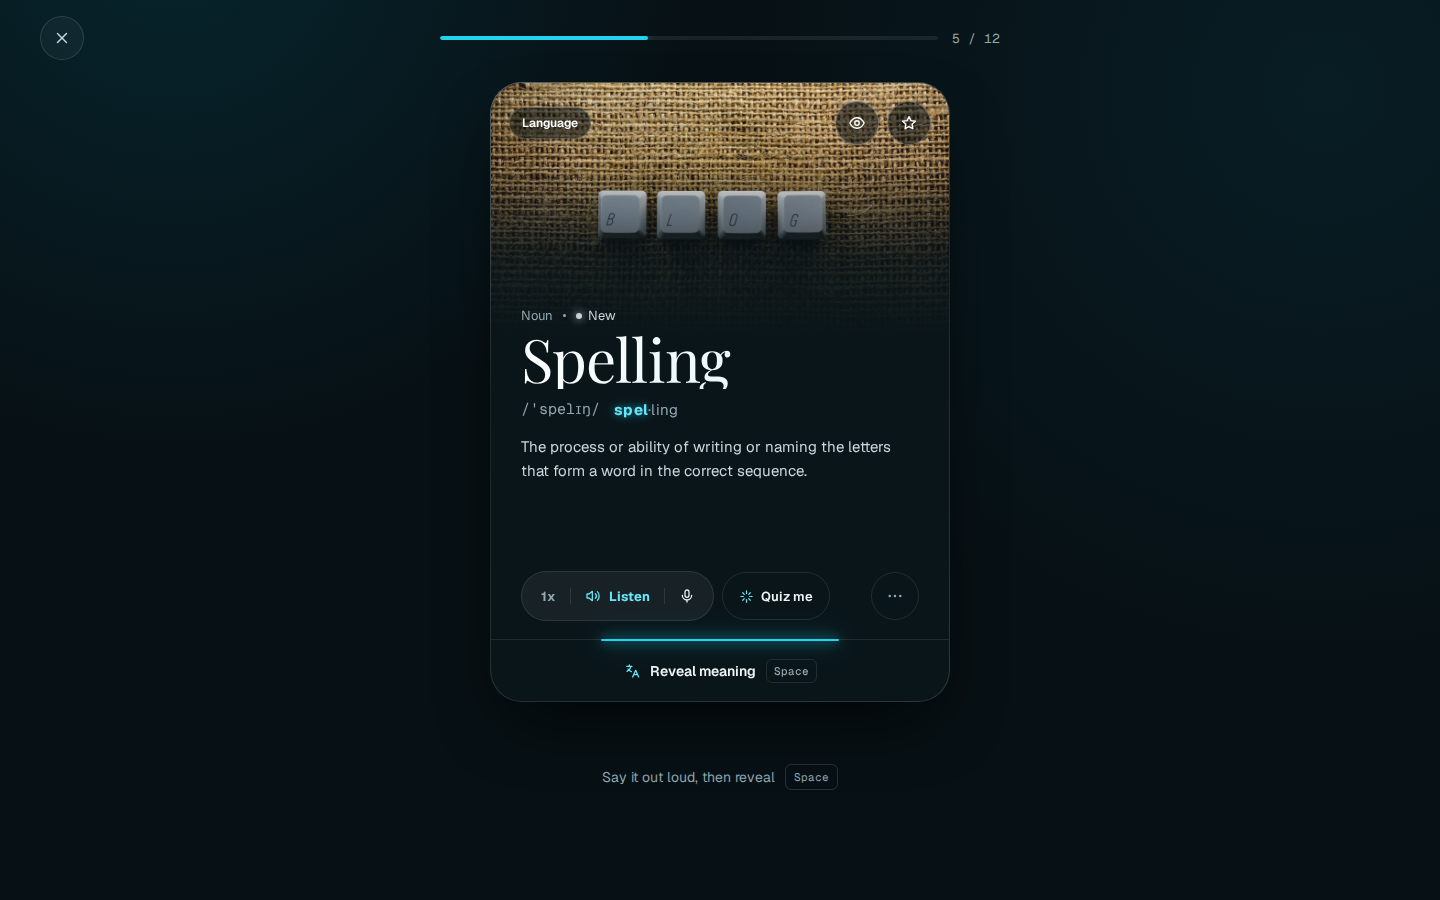 5 / 12
Language
B L O G
Noun • New
Spelling
/ˈspelɪŋ/ spel·ling
The process or ability of writing or naming the letters
that form a word in the correct sequence.
1x Listen Quiz me
Reveal meaning Space
Say it out loud, then reveal Space